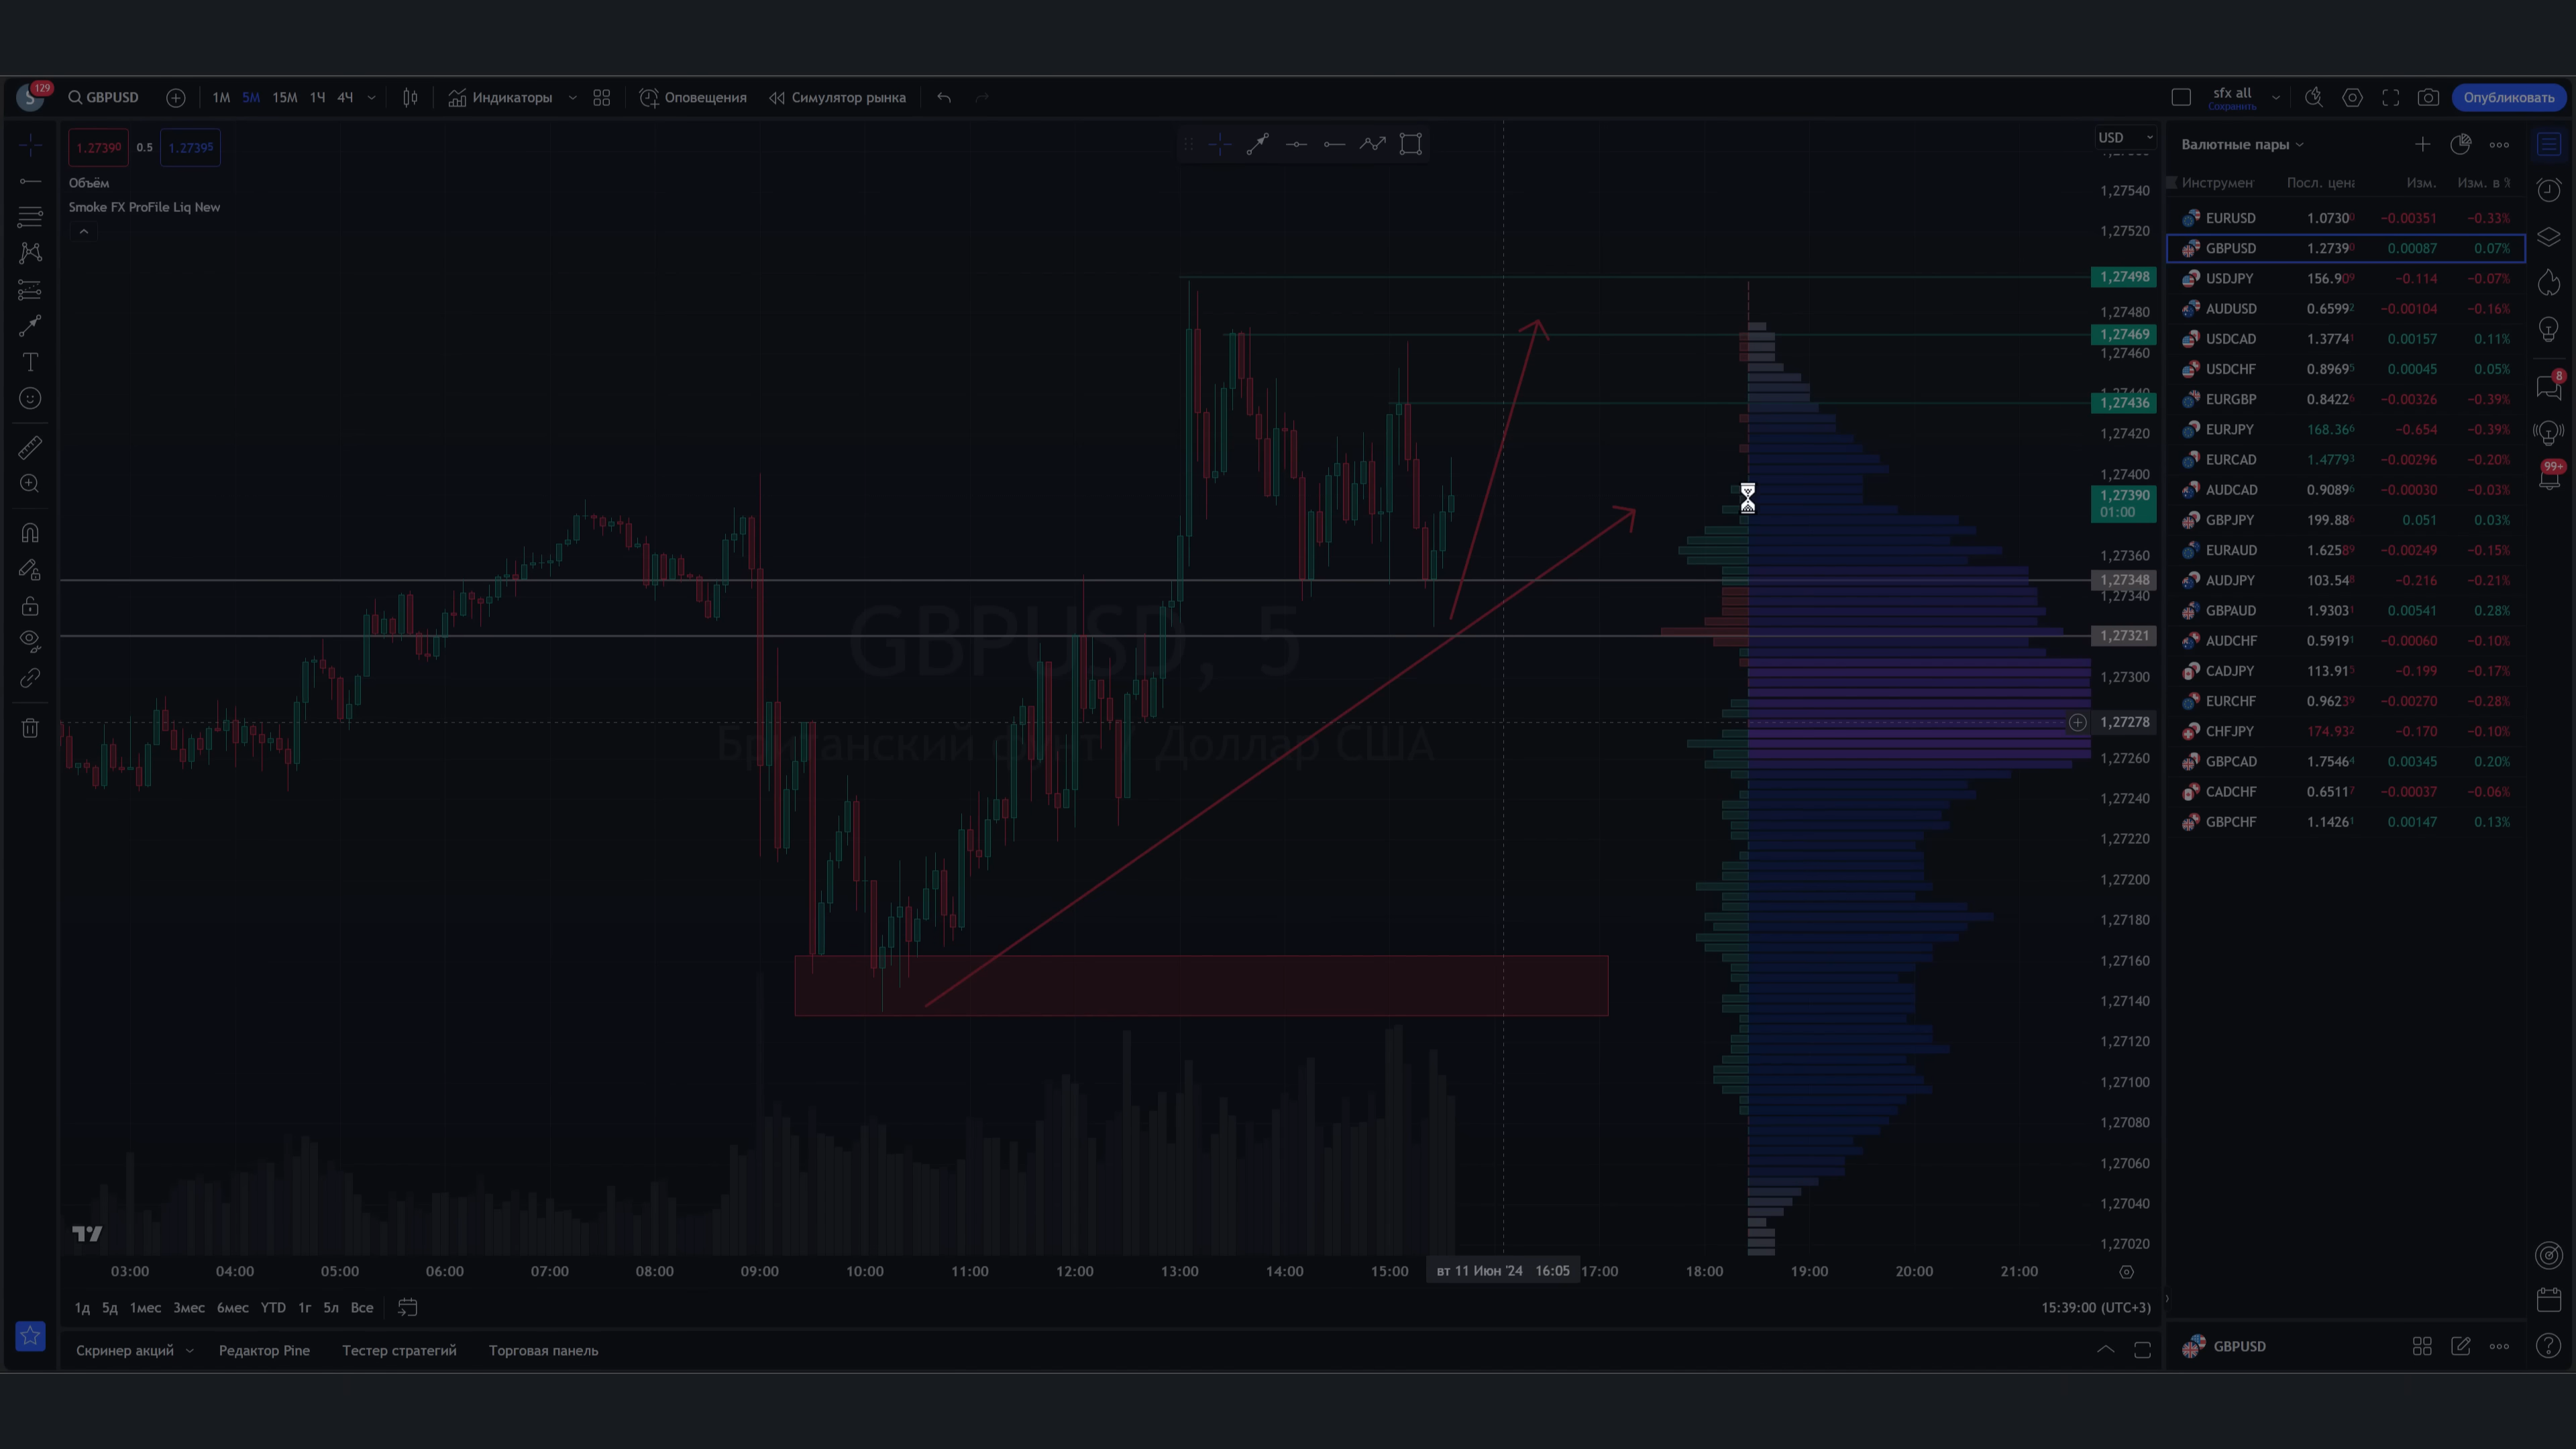 S 129 GBPUSD 1М 5М 15М 1Ч 4Ч Индикаторы Оповещения Симулятор рынка sfx all Сохранить Опубликовать
1.27390 0.5 1.27395
Объём
Smoke FX ProFile Liq New
USD
1,27540
1,27520
1,27498
1,27480
1,27469
1,27460
1,27440
1,27436
1,27420
1,27400
1,27390
01:00
1,27360
1,27348
1,27340
1,27321
1,27300
1,27278
1,27260
1,27240
1,27220
1,27200
1,27180
1,27160
1,27140
1,27120
1,27100
1,27080
1,27060
1,27040
1,27020
GBPUSD, 5
Британский фунт / Доллар США
03:00 04:00 05:00 06:00 07:00 08:00 09:00 10:00 11:00 12:00 13:00 14:00 15:00 вт 11 Июн '24 16:05 17:00 18:00 19:00 20:00 21:00
1д 5д 1мес 3мес 6мес YTD 1г 5л Все
15:39:00 (UTC+3)
Скринер акций Редактор Pine Тестер стратегий Торговая панель
Валютные пары
Инструмен Посл. цена Изм. Изм. в %
EURUSD 1.07300 −0.00351 −0.33%
GBPUSD 1.27390 0.00087 0.07%
USDJPY 156.909 −0.114 −0.07%
AUDUSD 0.65992 −0.00104 −0.16%
USDCAD 1.37741 0.00157 0.11%
USDCHF 0.89695 0.00045 0.05%
EURGBP 0.84226 −0.00326 −0.39%
EURJPY 168.366 −0.654 −0.39%
EURCAD 1.47793 −0.00296 −0.20%
AUDCAD 0.90896 −0.00030 −0.03%
GBPJPY 199.886 0.051 0.03%
EURAUD 1.62589 −0.00249 −0.15%
AUDJPY 103.548 −0.216 −0.21%
GBPAUD 1.93031 0.00541 0.28%
AUDCHF 0.59191 −0.00060 −0.10%
CADJPY 113.915 −0.199 −0.17%
EURCHF 0.96239 −0.00270 −0.28%
CHFJPY 174.932 −0.170 −0.10%
GBPCAD 1.75464 0.00345 0.20%
CADCHF 0.65117 −0.00037 −0.06%
GBPCHF 1.14261 0.00147 0.13%
GBPUSD
8
99+